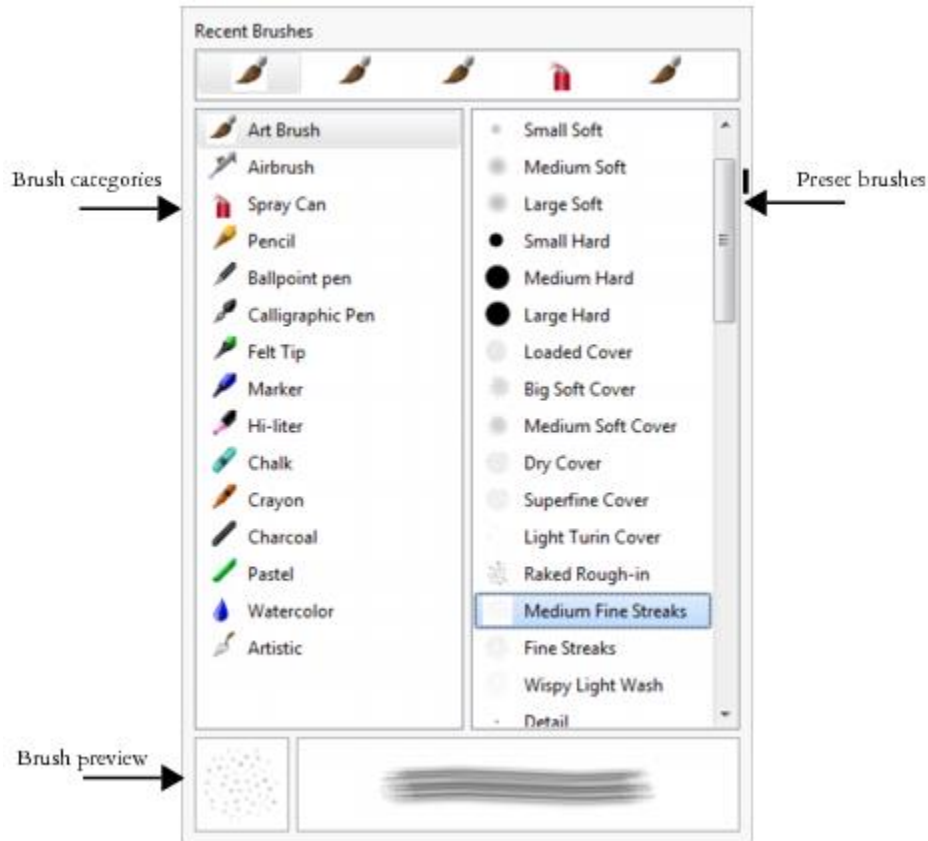 Recent Brushes
Art Brush
Airbrush
Spray Can
Pencil
Ballpoint pen
Calligraphic Pen
Felt Tip
Marker
Hi-liter
Chalk
Crayon
Charcoal
Pastel
Watercolor
Artistic
Small Soft
Medium Soft
Large Soft
Small Hard
Medium Hard
Large Hard
Loaded Cover
Big Soft Cover
Medium Soft Cover
Dry Cover
Superfine Cover
Light Turin Cover
Raked Rough-in
Medium Fine Streaks
Fine Streaks
Wispy Light Wash
Detail
Brush categories
Preset brushes
Brush preview